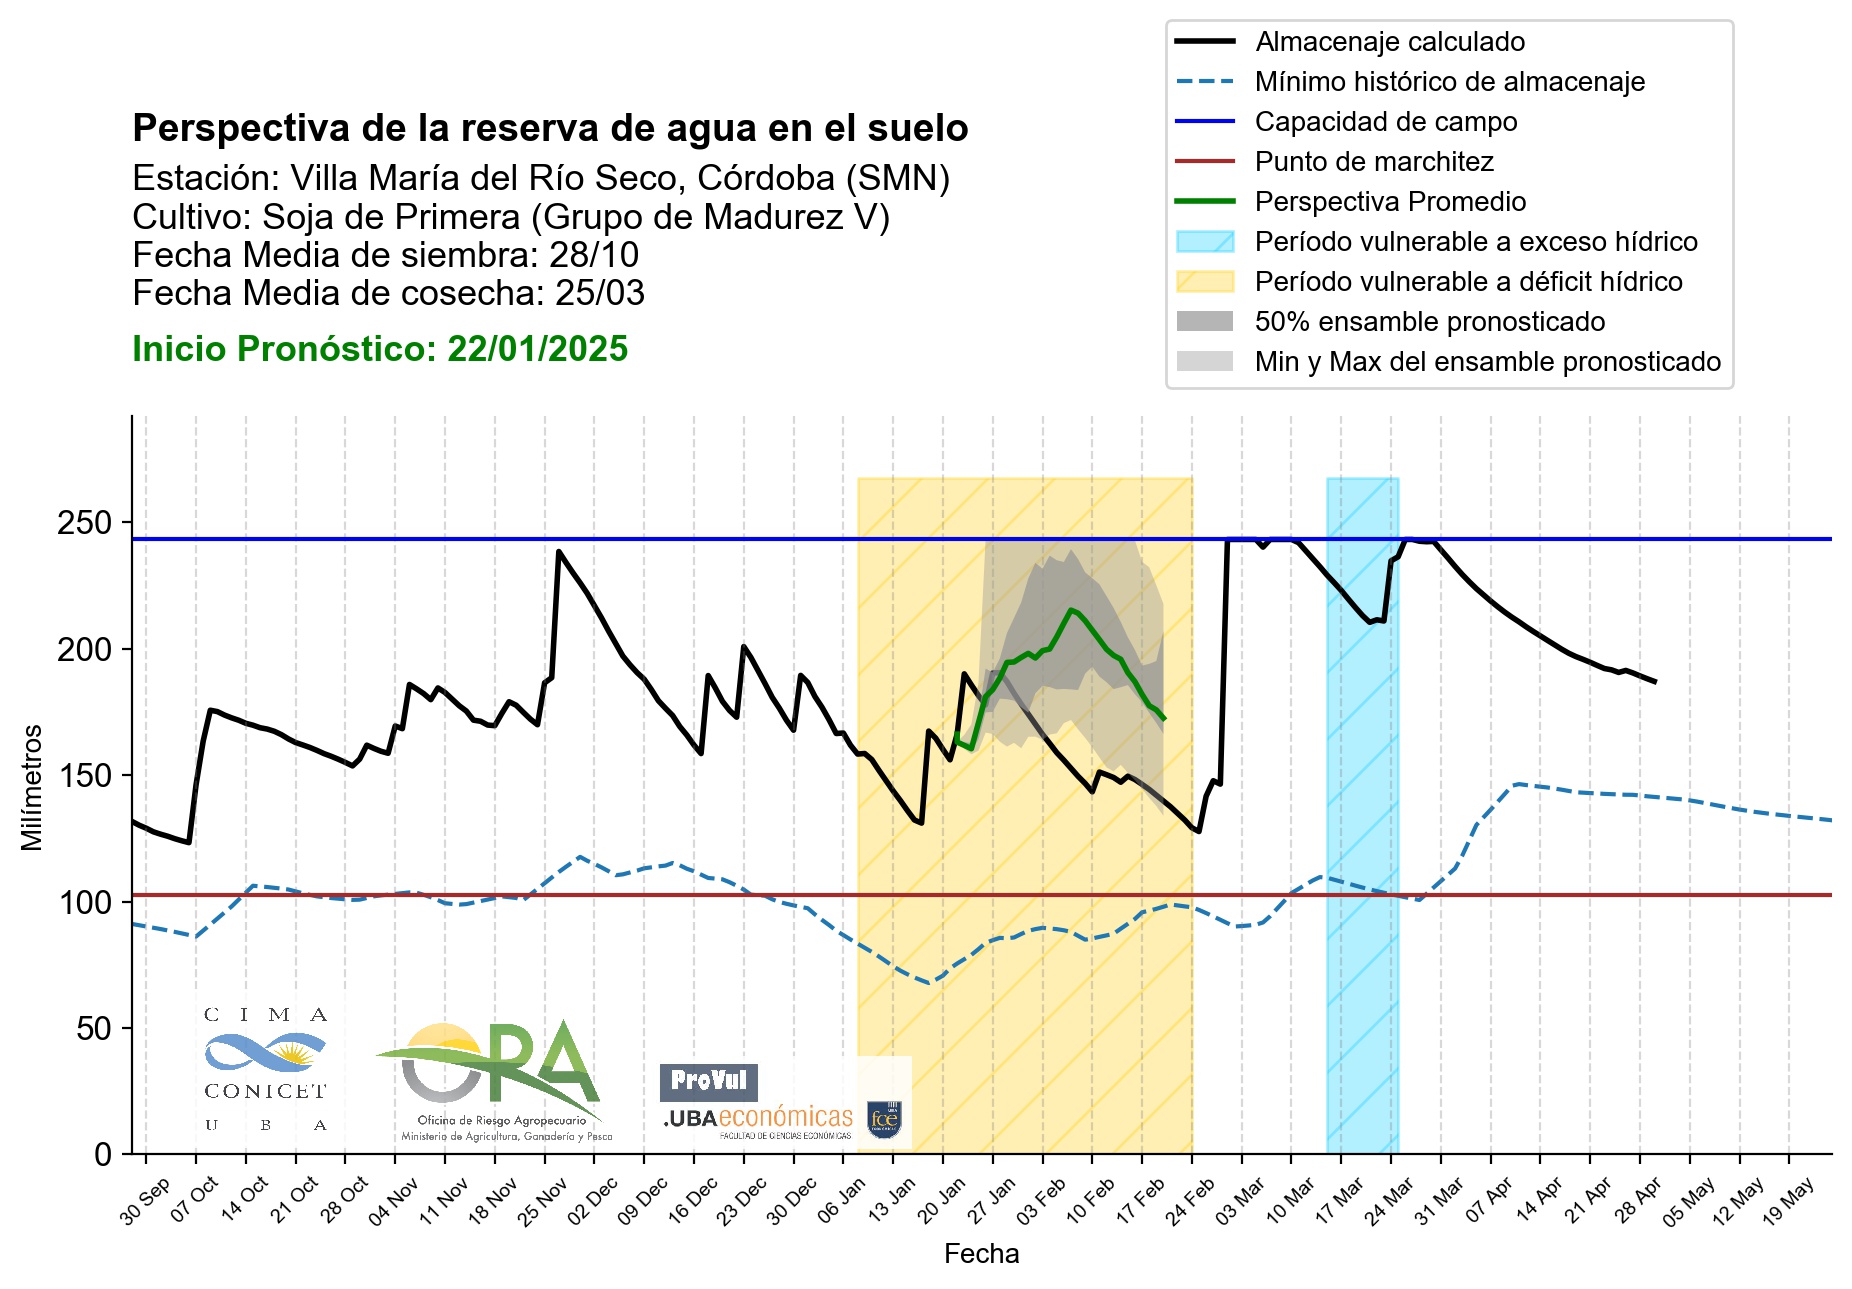 Almacenaje calculado
Mínimo histórico de almacenaje
Capacidad de campo
Punto de marchitez
Perspectiva Promedio
Período vulnerable a exceso hídrico
Período vulnerable a déficit hídrico
50% ensamble pronosticado
Min y Max del ensamble pronosticado
Perspectiva de la reserva de agua en el suelo
Estación: Villa María del Río Seco, Córdoba (SMN)
Cultivo: Soja de Primera (Grupo de Madurez V)
Fecha Media de siembra: 28/10
Fecha Media de cosecha: 25/03
Inicio Pronóstico: 22/01/2025
250
200
150
100
50
0
Milímetros
CIMA
CONICET
UBA
ORA
Oficina de Riesgo Agropecuario
Ministerio de Agricultura, Ganadería y Pesca
ProVul
.UBAeconómicas
FACULTAD DE CIENCIAS ECONÓMICAS
fce
30 Sep
07 Oct
14 Oct
21 Oct
28 Oct
04 Nov
11 Nov
18 Nov
25 Nov
02 Dec
09 Dec
16 Dec
23 Dec
30 Dec
06 Jan
13 Jan
20 Jan
27 Jan
03 Feb
10 Feb
17 Feb
24 Feb
03 Mar
10 Mar
17 Mar
24 Mar
31 Mar
07 Apr
14 Apr
21 Apr
28 Apr
05 May
12 May
19 May
Fecha